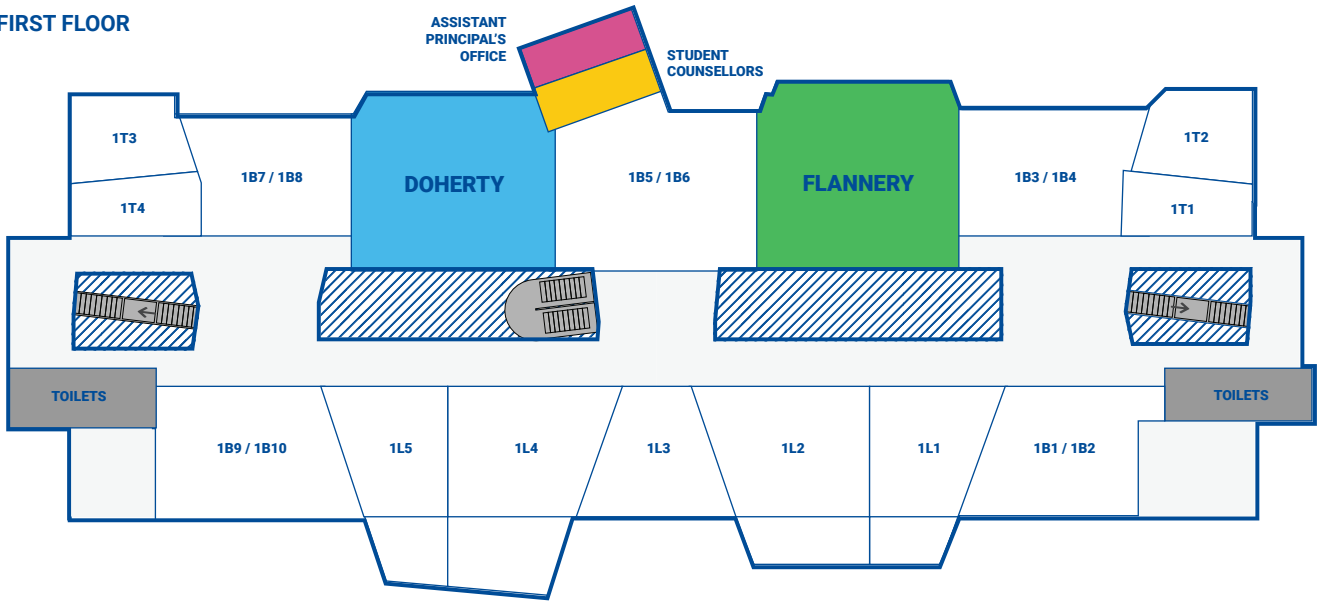 FIRST FLOOR
ASSISTANT
PRINCIPAL'S
OFFICE
STUDENT
COUNSELLORS
1T3
1T4
1B7 / 1B8
DOHERTY
1B5 / 1B6
FLANNERY
1B3 / 1B4
1T2
1T1
TOILETS
TOILETS
1B9 / 1B10
1L5
1L4
1L3
1L2
1L1
1B1 / 1B2